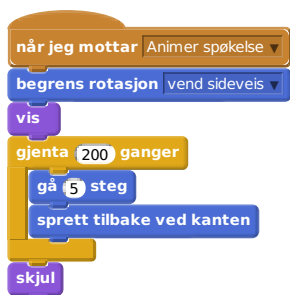 når jeg mottar Animer spøkelse
begrens rotasjon vend sideveis
vis
gjenta 200 ganger
gå 5 steg
sprett tilbake ved kanten
skjul